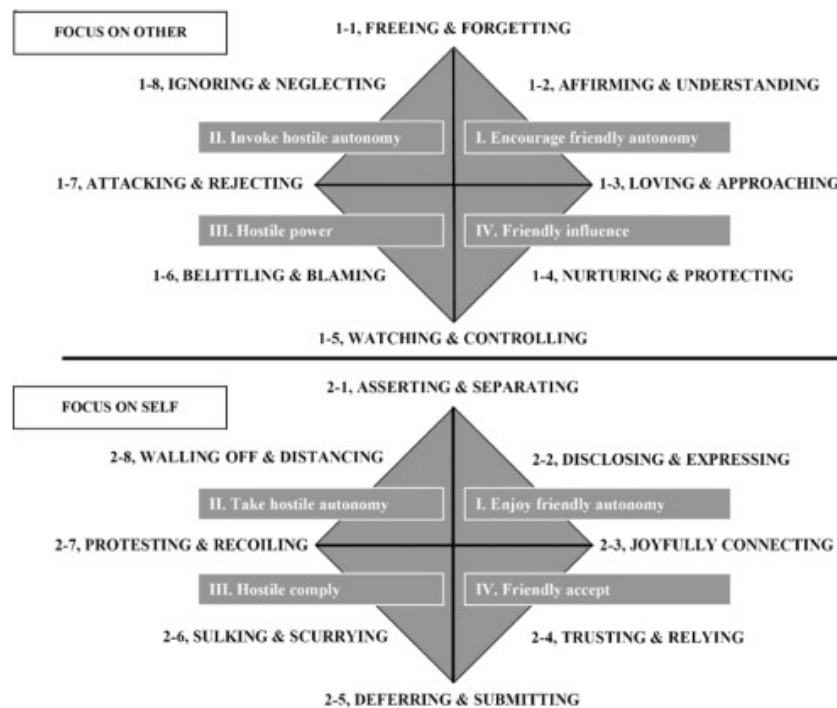 FOCUS ON OTHER
1-1, FREEING & FORGETTING
1-8, IGNORING & NEGLECTING
1-2, AFFIRMING & UNDERSTANDING
II. Invoke hostile autonomy
I. Encourage friendly autonomy
1-7, ATTACKING & REJECTING
1-3, LOVING & APPROACHING
III. Hostile power
IV. Friendly influence
1-6, BELITTLING & BLAMING
1-4, NURTURING & PROTECTING
1-5, WATCHING & CONTROLLING
FOCUS ON SELF
2-1, ASSERTING & SEPARATING
2-8, WALLING OFF & DISTANCING
2-2, DISCLOSING & EXPRESSING
II. Take hostile autonomy
I. Enjoy friendly autonomy
2-7, PROTESTING & RECOILING
2-3, JOYFULLY CONNECTING
III. Hostile comply
IV. Friendly accept
2-6, SULKING & SCURRYING
2-4, TRUSTING & RELYING
2-5, DEFERRING & SUBMITTING